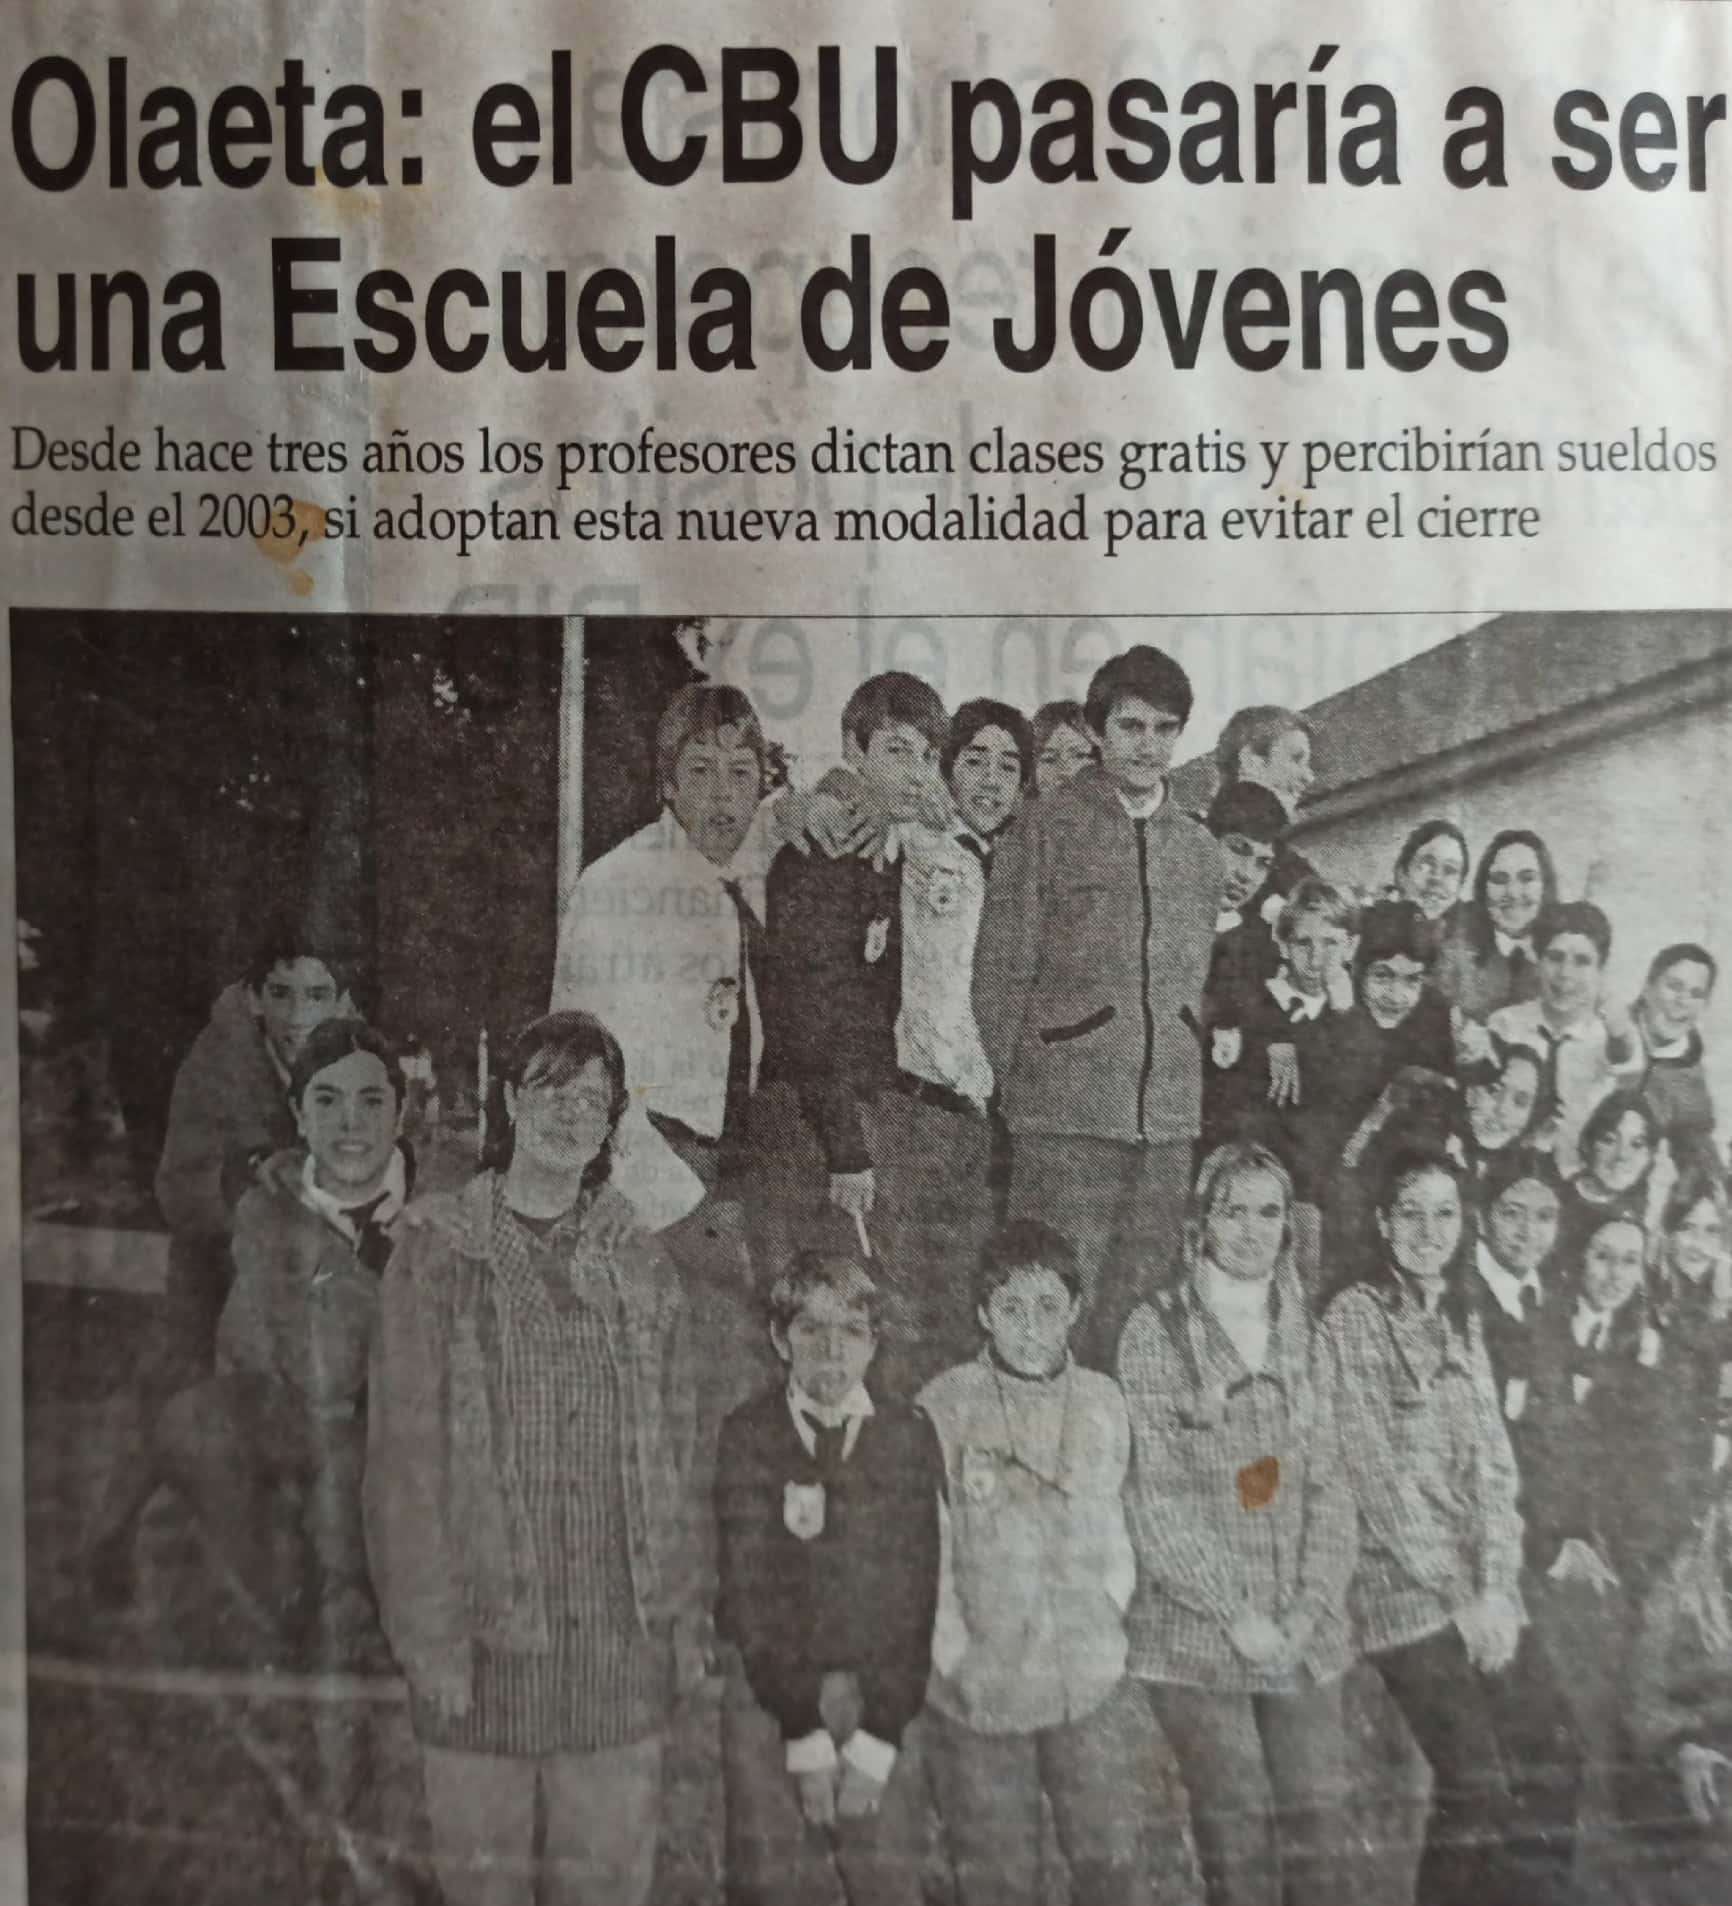 Olaeta: el CBU pasaría a ser
una Escuela de Jóvenes
Desde hace tres años los profesores dictan clases gratis y percibirían sueldos
desde el 2003, si adoptan esta nueva modalidad para evitar el cierre